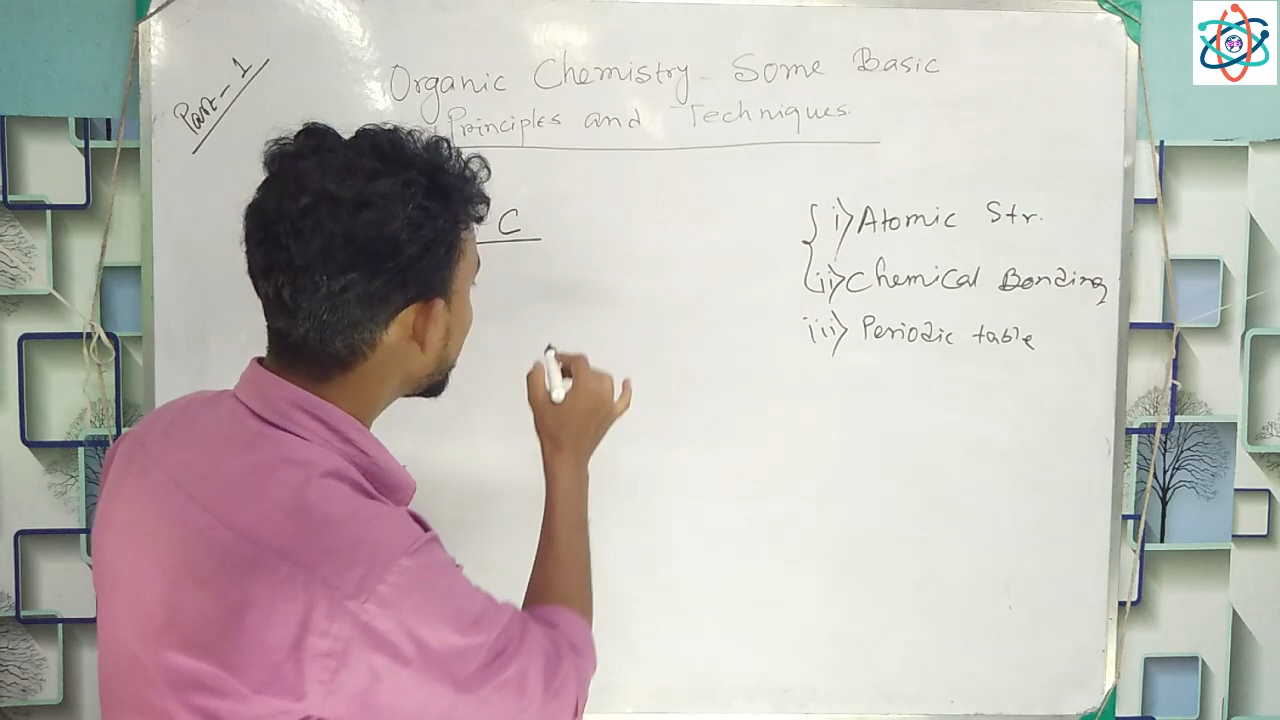 Part-1
Organic Chemistry - Some Basic
Principles and Techniques.
C
i) Atomic Str.
ii) Chemical Bonding
iii) Periodic table